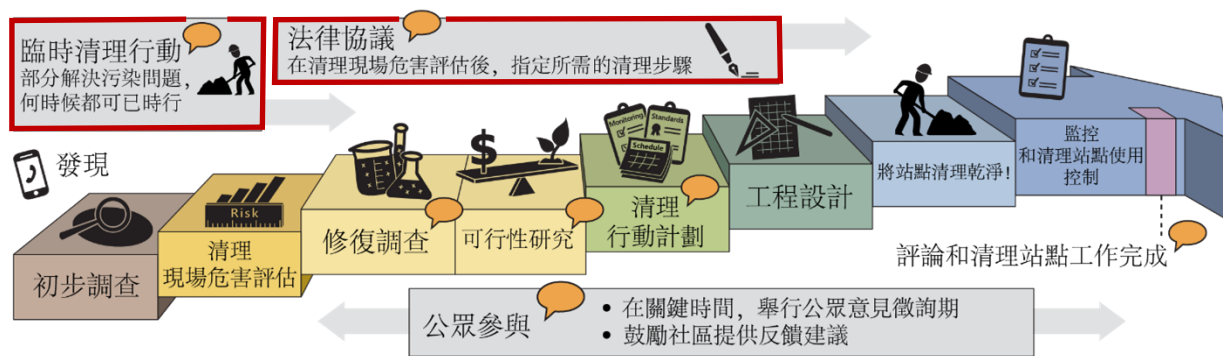 臨時清理行動
部分解決污染問題，
何時候都可已時行
法律協議
在清理現場危害評估後，指定所需的清理步驟
發現
初步調查
Risk
清理
現場危害評估
修復調查
$
可行性研究
Monitoring
Standards
Schedule
清理
行動計劃
工程設計
將站點清理乾淨！
監控
和清理站點使用
控制
評論和清理站點工作完成
公眾參與
• 在關鍵時間，舉行公眾意見徵詢期
• 鼓勵社區提供反饋建議